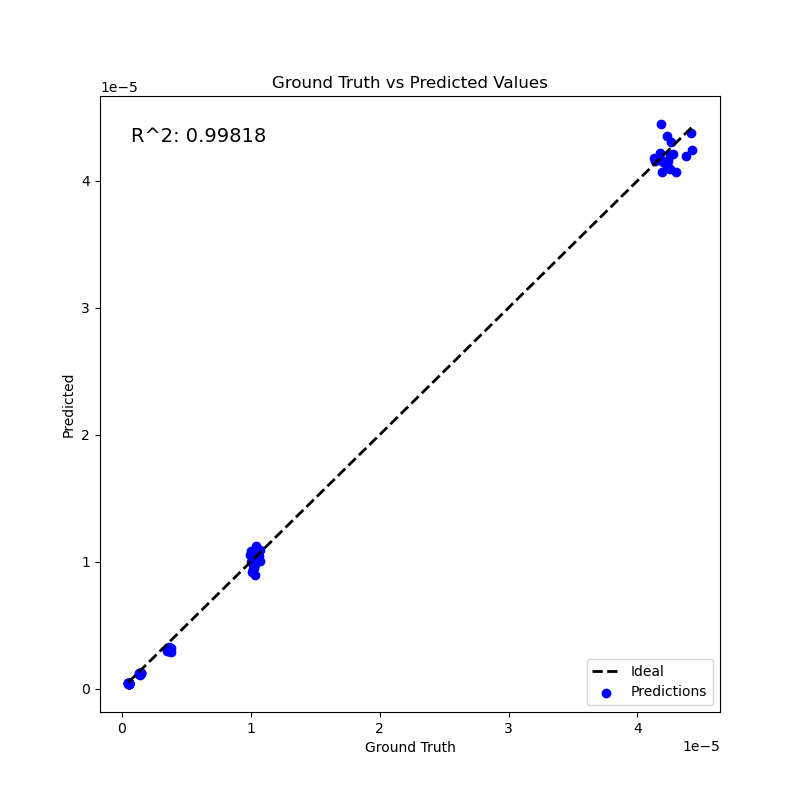 Ground Truth vs Predicted Values
1e−5
R^2: 0.99818
4
3
2
1
0
Predicted
Ideal
Predictions
0 1 2 3 4
1e−5
Ground Truth